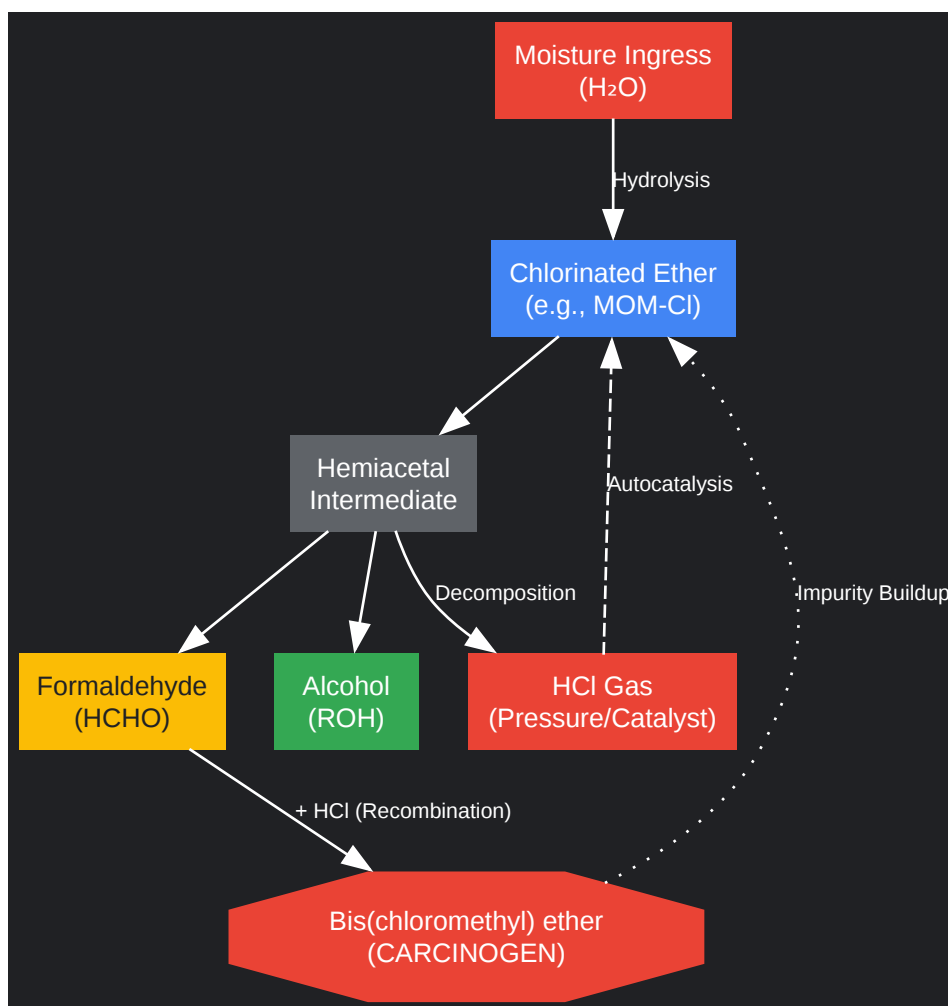 Moisture Ingress
(H₂O)
Hydrolysis
Chlorinated Ether
(e.g., MOM-Cl)
Hemiacetal
Intermediate
Autocatalysis
Decomposition
Impurity Buildup
Formaldehyde
(HCHO)
Alcohol
(ROH)
HCl Gas
(Pressure/Catalyst)
+ HCl (Recombination)
Bis(chloromethyl) ether
(CARCINOGEN)